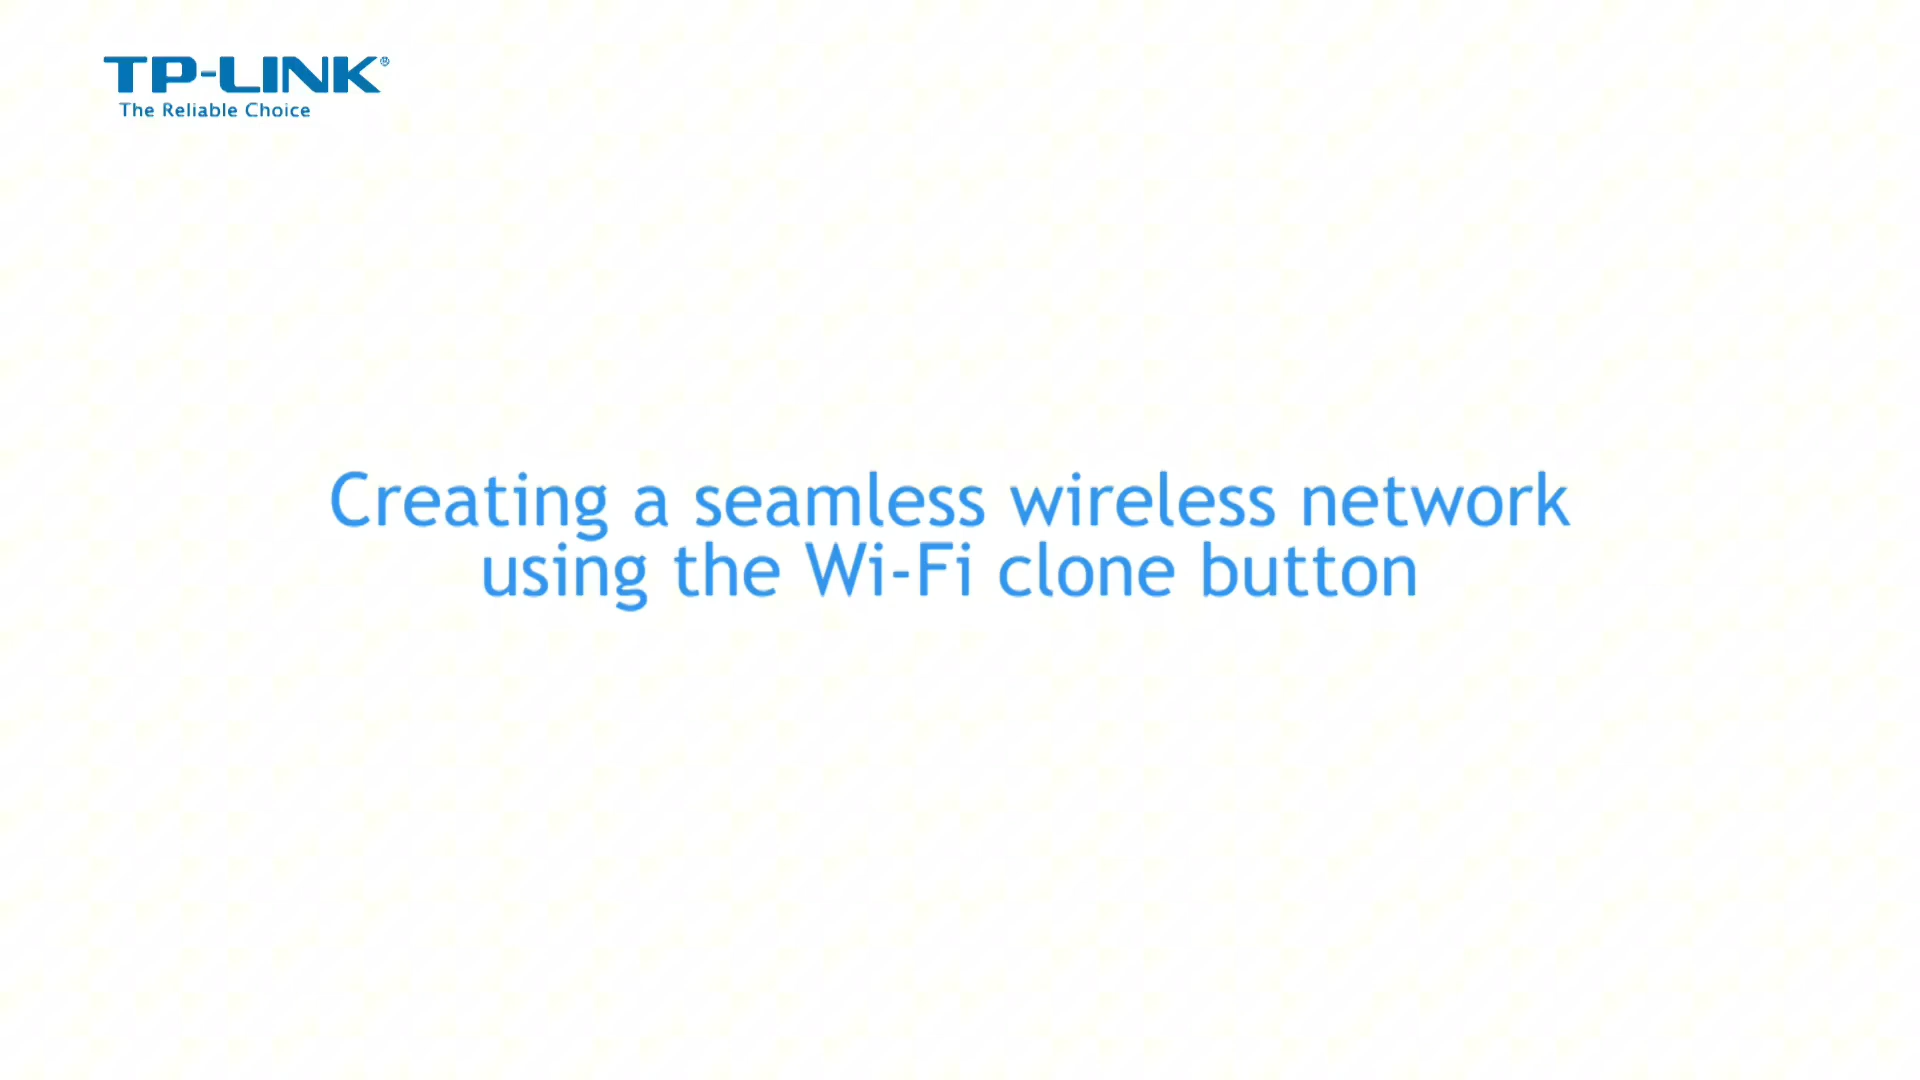 TP-LINK®
The Reliable Choice
Creating a seamless wireless network
using the Wi-Fi clone button